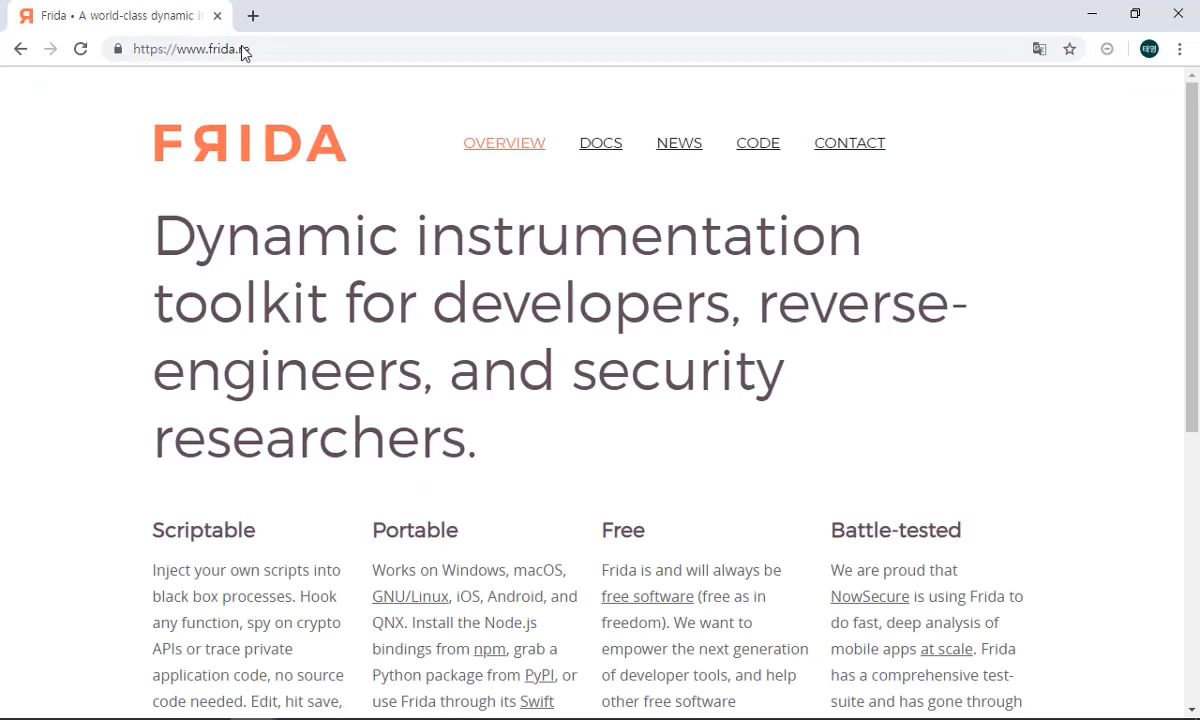 Frida • A world-class dynamic i
https://www.frida.re
태영
FRIDA
OVERVIEW DOCS NEWS CODE CONTACT
Dynamic instrumentation
toolkit for developers, reverse-
engineers, and security
researchers.
Scriptable
Inject your own scripts into
black box processes. Hook
any function, spy on crypto
APIs or trace private
application code, no source
code needed. Edit, hit save,
Portable
Works on Windows, macOS,
GNU/Linux, iOS, Android, and
QNX. Install the Node.js
bindings from npm, grab a
Python package from PyPI, or
use Frida through its Swift
Free
Frida is and will always be
free software (free as in
freedom). We want to
empower the next generation
of developer tools, and help
other free software
Battle-tested
We are proud that
NowSecure is using Frida to
do fast, deep analysis of
mobile apps at scale. Frida
has a comprehensive test-
suite and has gone through